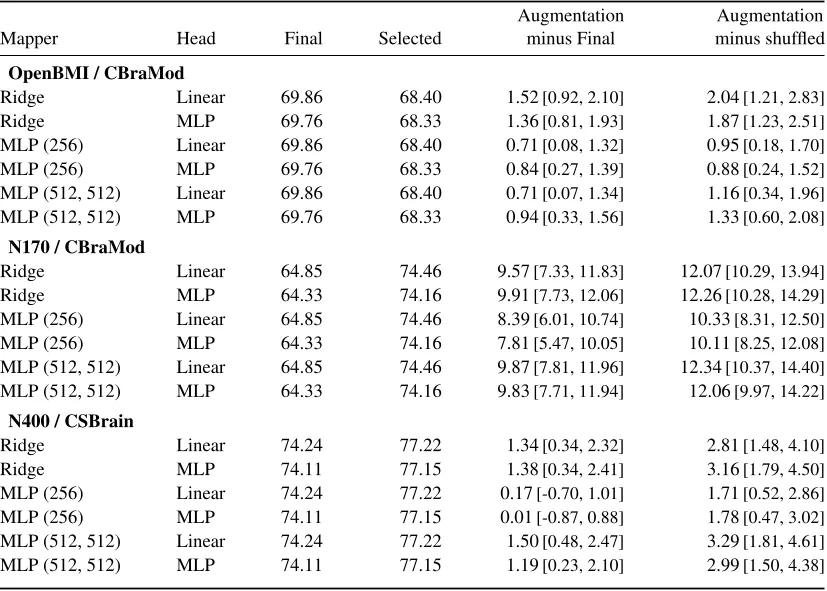 Augmentation Augmentation
Mapper Head Final Selected minus Final minus shuffled
OpenBMI / CBraMod
Ridge Linear 69.86 68.40 1.52 [0.92, 2.10] 2.04 [1.21, 2.83]
Ridge MLP 69.76 68.33 1.36 [0.81, 1.93] 1.87 [1.23, 2.51]
MLP (256) Linear 69.86 68.40 0.71 [0.08, 1.32] 0.95 [0.18, 1.70]
MLP (256) MLP 69.76 68.33 0.84 [0.27, 1.39] 0.88 [0.24, 1.52]
MLP (512, 512) Linear 69.86 68.40 0.71 [0.07, 1.34] 1.16 [0.34, 1.96]
MLP (512, 512) MLP 69.76 68.33 0.94 [0.33, 1.56] 1.33 [0.60, 2.08]
N170 / CBraMod
Ridge Linear 64.85 74.46 9.57 [7.33, 11.83] 12.07 [10.29, 13.94]
Ridge MLP 64.33 74.16 9.91 [7.73, 12.06] 12.26 [10.28, 14.29]
MLP (256) Linear 64.85 74.46 8.39 [6.01, 10.74] 10.33 [8.31, 12.50]
MLP (256) MLP 64.33 74.16 7.81 [5.47, 10.05] 10.11 [8.25, 12.08]
MLP (512, 512) Linear 64.85 74.46 9.87 [7.81, 11.96] 12.34 [10.37, 14.40]
MLP (512, 512) MLP 64.33 74.16 9.83 [7.71, 11.94] 12.06 [9.97, 14.22]
N400 / CSBrain
Ridge Linear 74.24 77.22 1.34 [0.34, 2.32] 2.81 [1.48, 4.10]
Ridge MLP 74.11 77.15 1.38 [0.34, 2.41] 3.16 [1.79, 4.50]
MLP (256) Linear 74.24 77.22 0.17 [-0.70, 1.01] 1.71 [0.52, 2.86]
MLP (256) MLP 74.11 77.15 0.01 [-0.87, 0.88] 1.78 [0.47, 3.02]
MLP (512, 512) Linear 74.24 77.22 1.50 [0.48, 2.47] 3.29 [1.81, 4.61]
MLP (512, 512) MLP 74.11 77.15 1.19 [0.23, 2.10] 2.99 [1.50, 4.38]